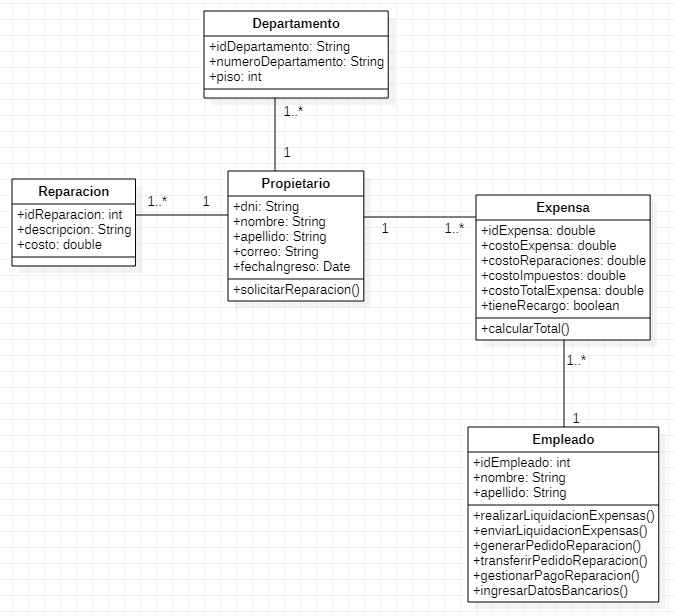 Departamento
+idDepartamento: String
+numeroDepartamento: String
+piso: int
1..*
1
Reparacion
+idReparacion: int
+descripcion: String
+costo: double
1..*
1
Propietario
+dni: String
+nombre: String
+apellido: String
+correo: String
+fechaIngreso: Date
+solicitarReparacion()
1
1..*
Expensa
+idExpensa: double
+costoExpensa: double
+costoReparaciones: double
+costoImpuestos: double
+costoTotalExpensa: double
+tieneRecargo: boolean
+calcularTotal()
1..*
1
Empleado
+idEmpleado: int
+nombre: String
+apellido: String
+realizarLiquidacionExpensas()
+enviarLiquidacionExpensas()
+generarPedidoReparacion()
+transferirPedidoReparacion()
+gestionarPagoReparacion()
+ingresarDatosBancarios()